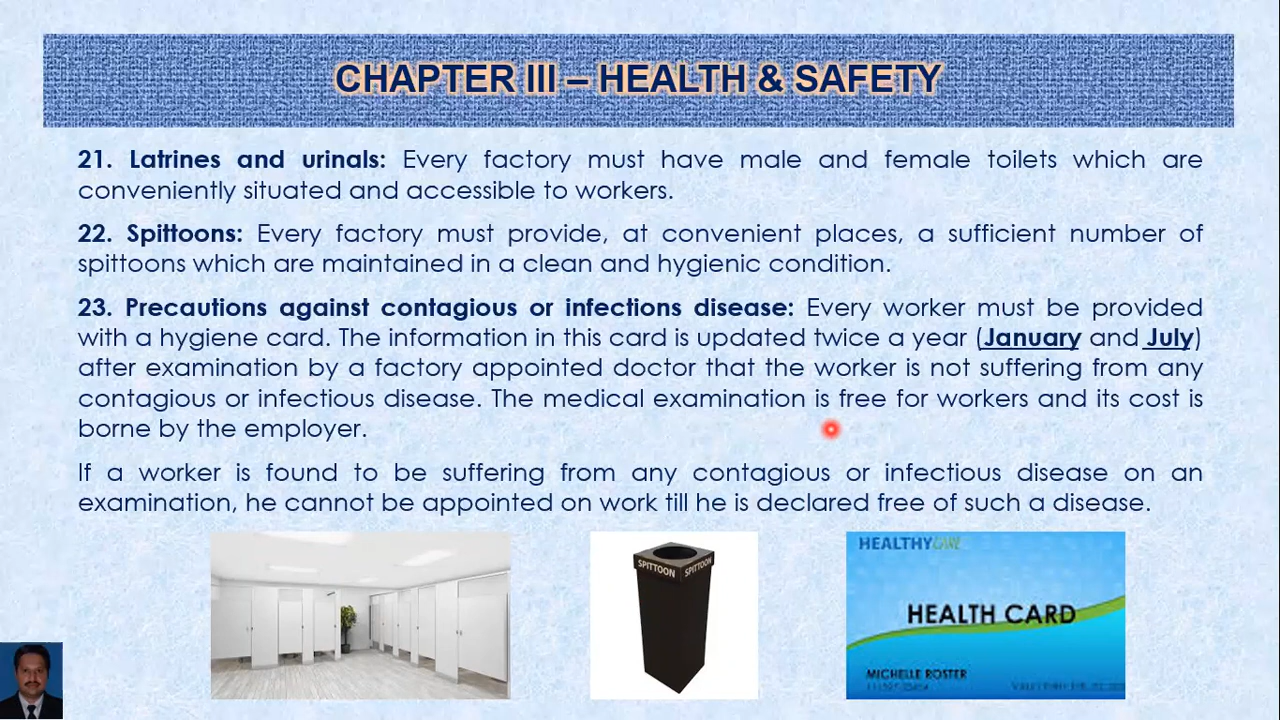 CHAPTER III – HEALTH & SAFETY
21. Latrines and urinals: Every factory must have male and female toilets which are
conveniently situated and accessible to workers.
22. Spittoons: Every factory must provide, at convenient places, a sufficient number of
spittoons which are maintained in a clean and hygienic condition.
23. Precautions against contagious or infections disease: Every worker must be provided
with a hygiene card. The information in this card is updated twice a year (January and July)
after examination by a factory appointed doctor that the worker is not suffering from any
contagious or infectious disease. The medical examination is free for workers and its cost is
borne by the employer.
If a worker is found to be suffering from any contagious or infectious disease on an
examination, he cannot be appointed on work till he is declared free of such a disease.
SPITTOON SPITTOON
HEALTHY
HEALTH CARD
MICHELLE ROSTER